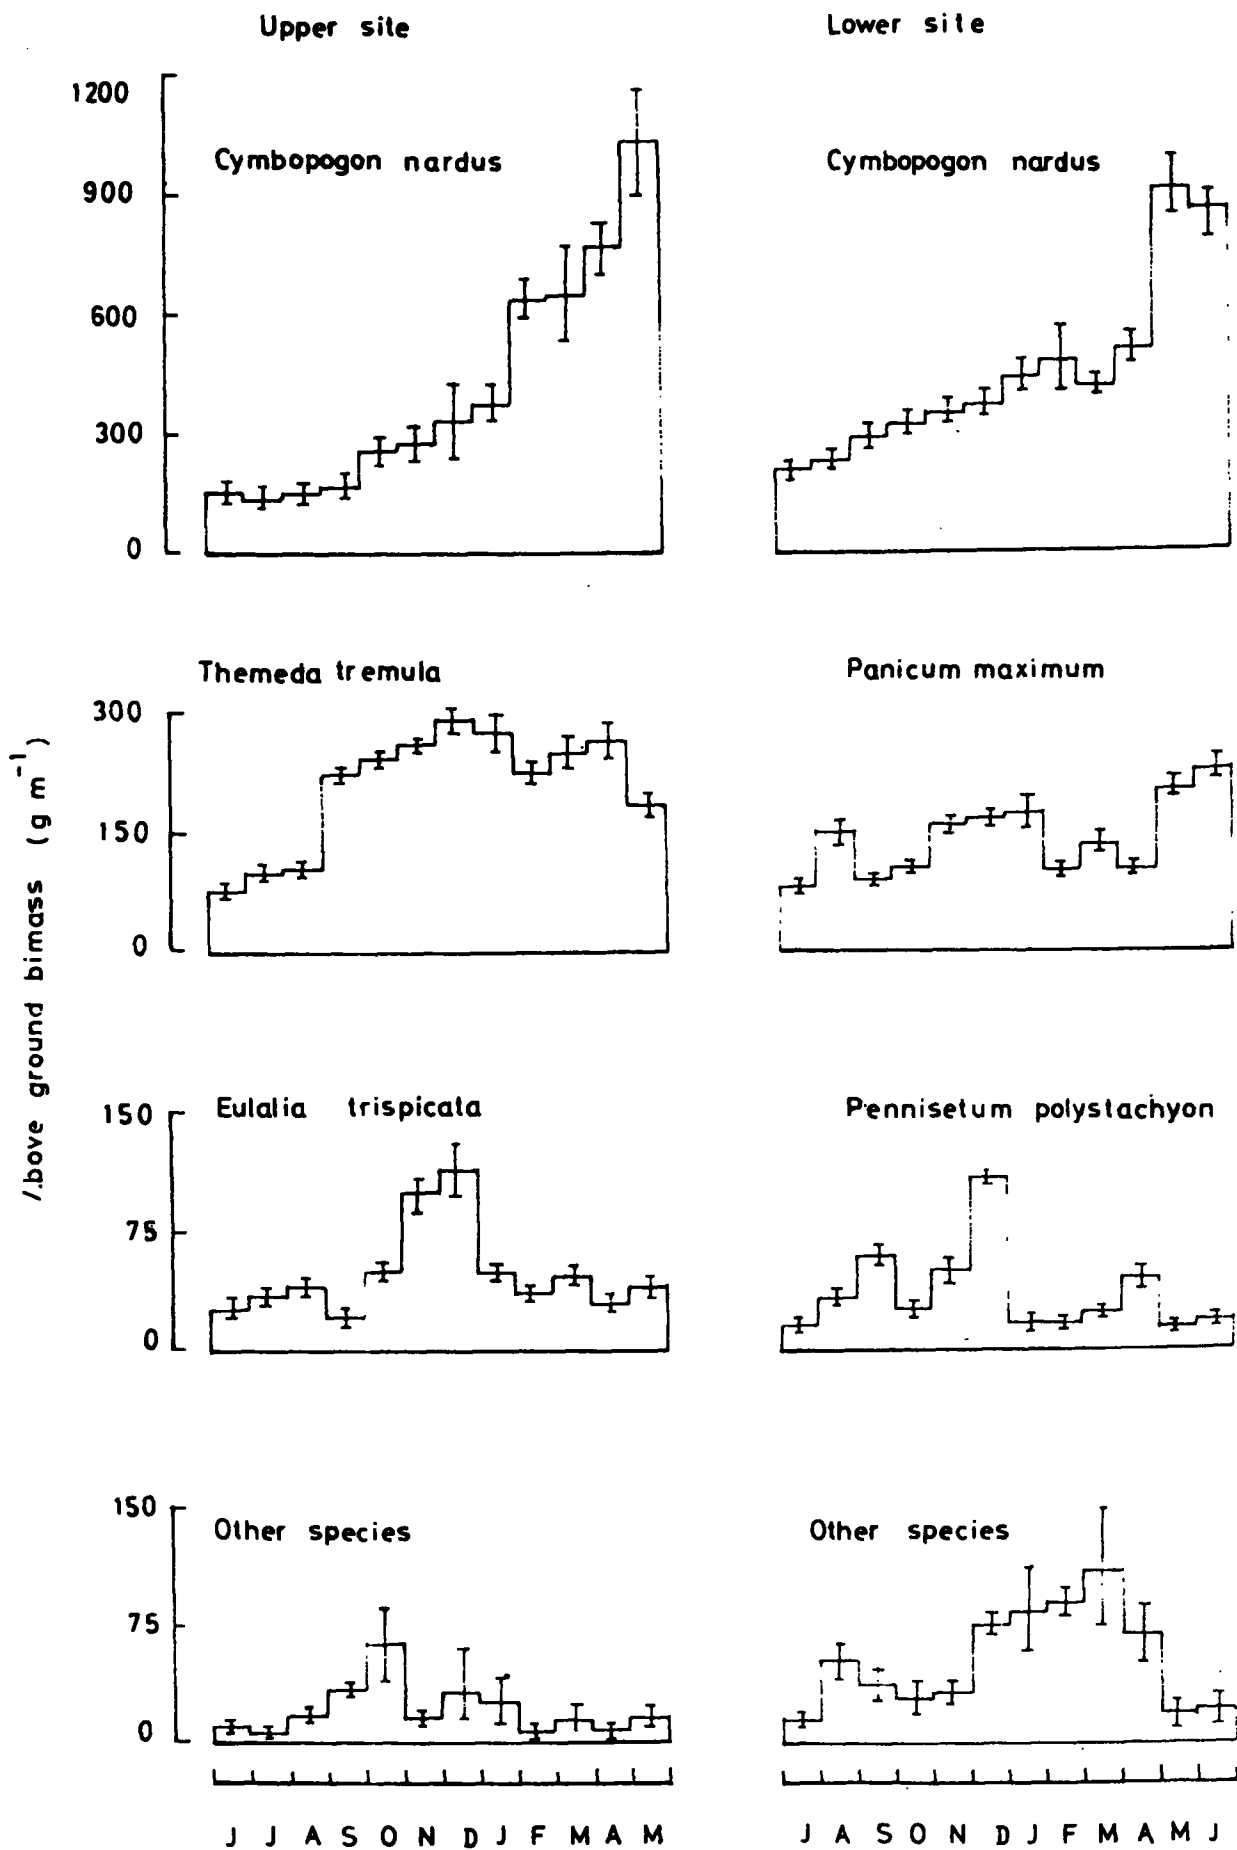 Upper site
Lower site
1200
900
600
300
0
Cymbopogon nardus
Cymbopogon nardus
Above ground bimass (g m⁻¹)
Themeda tremula
Panicum maximum
300
150
0
Eulalia trispicata
Pennisetum polystachyon
150
75
0
Other species
Other species
150
75
0
J J A S O N D J F M A M
J A S O N D J F M A M J